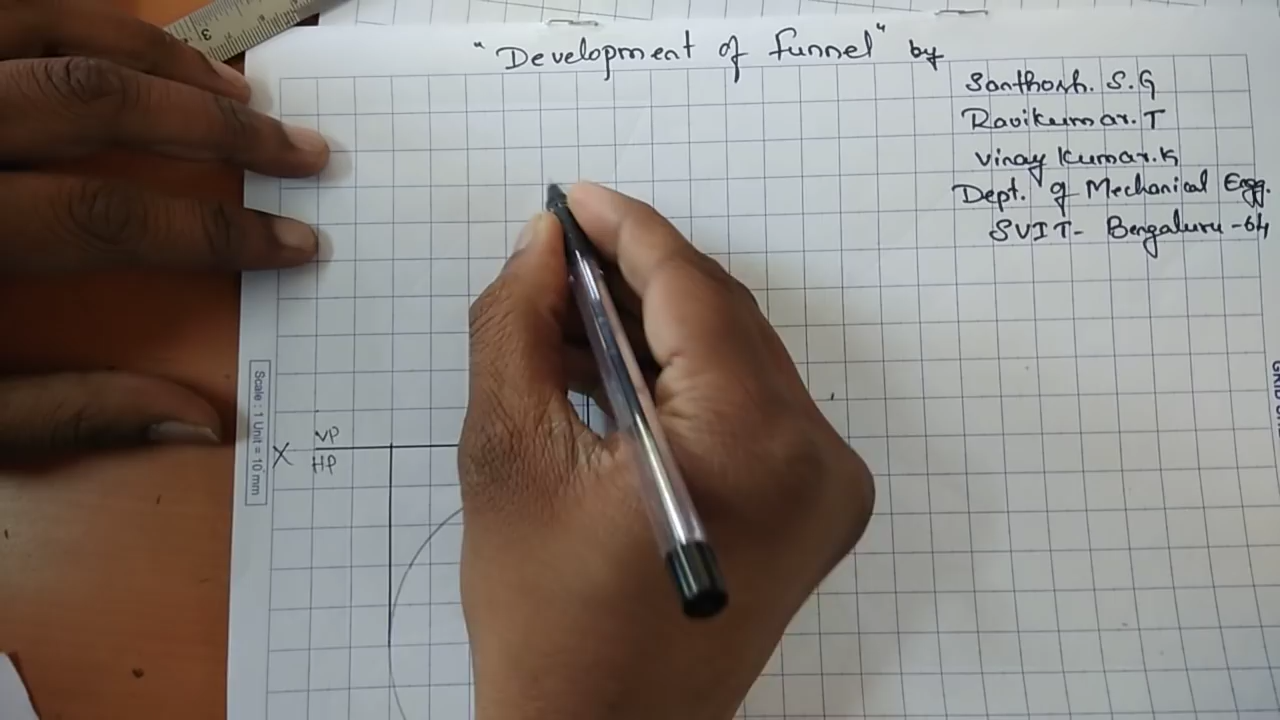 "Development of funnel" by
Santhosh. S.G
Ravikumar.T
Vinay Kumar.K
Dept. of Mechanical Engg.
SVIT- Bengaluru-64
VP
X
HP
Scale : 1 Unit = 10 mm
3